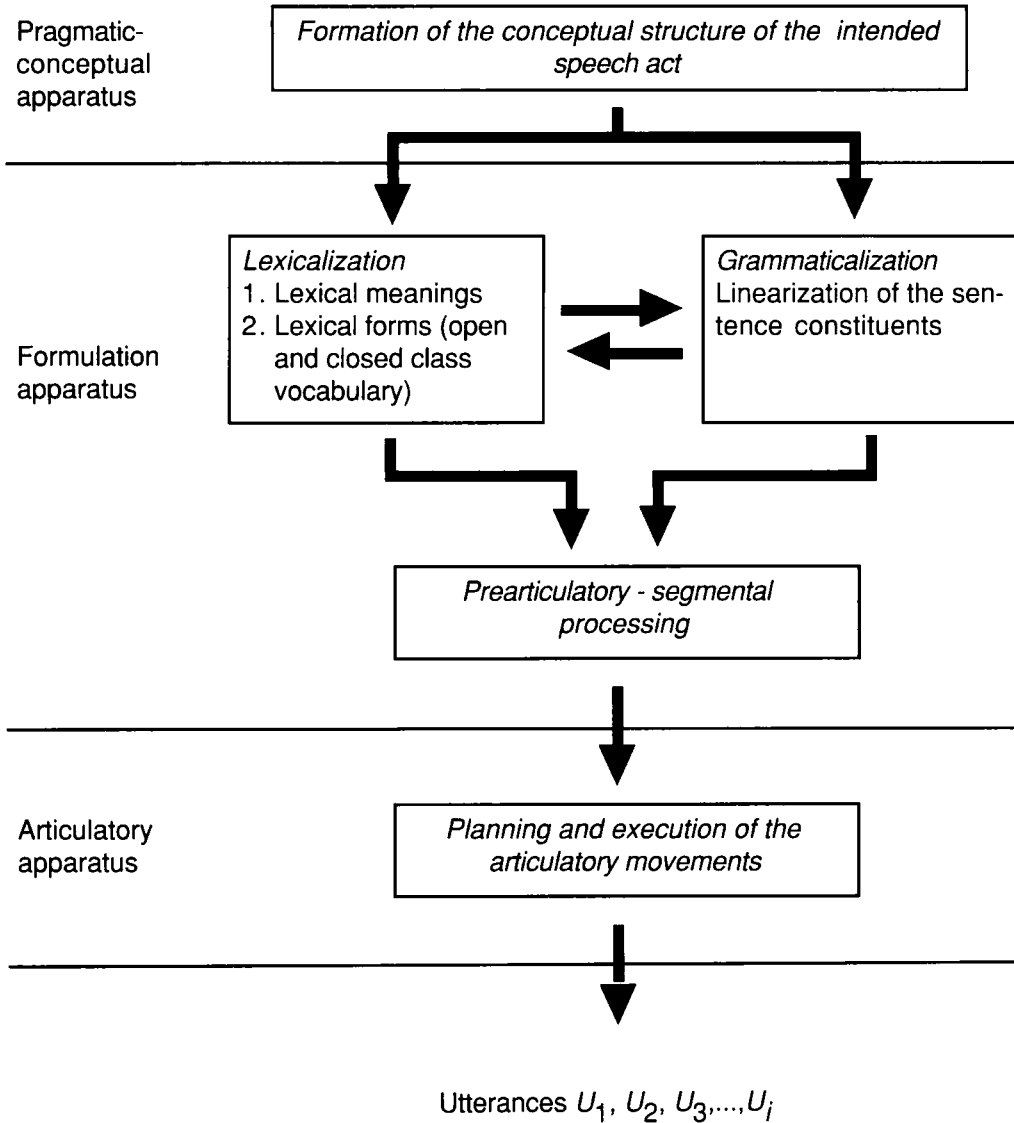 Pragmatic-
conceptual
apparatus
Formation of the conceptual structure of the intended
speech act
Formulation
apparatus
Lexicalization
1. Lexical meanings
2. Lexical forms (open
and closed class
vocabulary)
Grammaticalization
Linearization of the sen-
tence constituents
Prearticulatory - segmental
processing
Articulatory
apparatus
Planning and execution of the
articulatory movements
Utterances U1, U2, U3,...,Ui